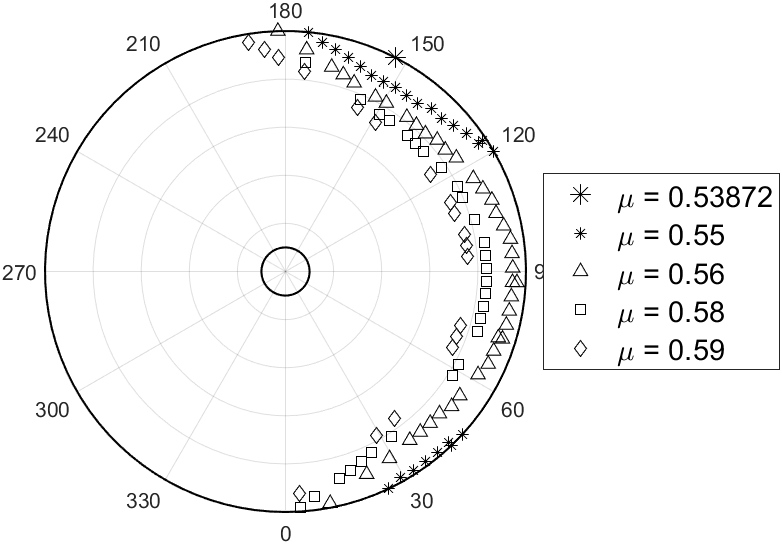 180
210
150
240
120
μ = 0.53872
μ = 0.55
270
9
μ = 0.56
μ = 0.58
μ = 0.59
300
60
330
30
0